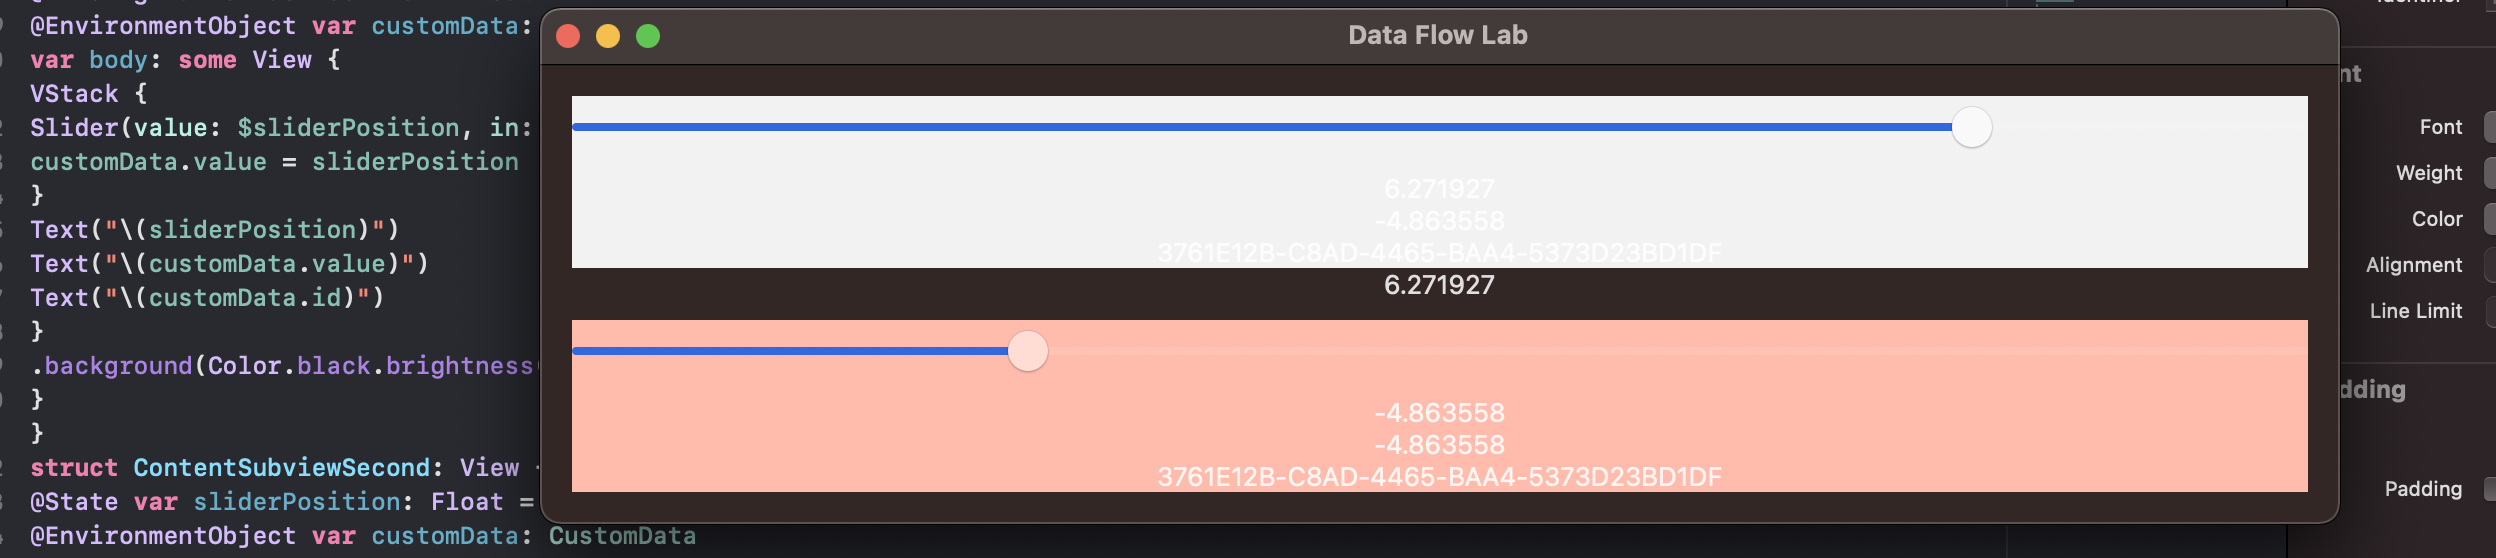 @EnvironmentObject var customData:
var body: some View {
VStack {
Slider(value: $sliderPosition, in:
customData.value = sliderPosition
}
Text("\(sliderPosition)")
Text("\(customData.value)")
Text("\(customData.id)")
}
.background(Color.black.brightness
}
}
struct ContentSubviewSecond: View
@State var sliderPosition: Float =
@EnvironmentObject var customData: CustomData
Data Flow Lab
6.271927
-4.863558
3761E12B-C8AD-4465-BAA4-5373D23BD1DF
6.271927
-4.863558
-4.863558
3761E12B-C8AD-4465-BAA4-5373D23BD1DF
nt
Font
Weight
Color
Alignment
Line Limit
dding
Padding